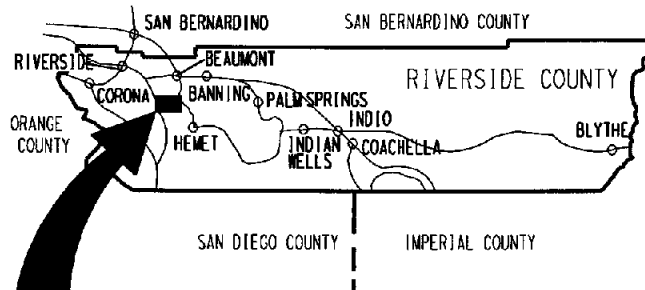 SAN BERNARDINO
SAN BERNARDINO COUNTY
RIVERSIDE
BEAUMONT
RIVERSIDE COUNTY
CORONA
BANNING
PALM SPRINGS
ORANGE
COUNTY
HEMET
INDIAN
WELLS
INDIO
COACHELLA
BLYTHE
SAN DIEGO COUNTY
IMPERIAL COUNTY